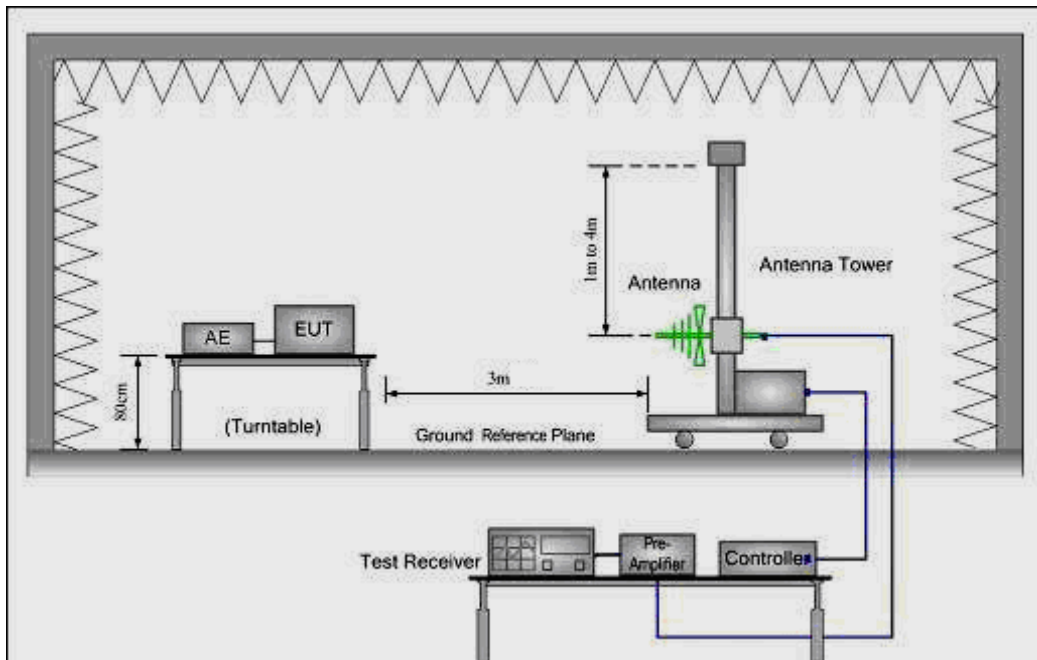 1m to 4m
Antenna
Antenna Tower
AE
EUT
80cm
(Turntable)
3m
Ground Reference Plane
Test Receiver
Pre-
Amplifier
Controller